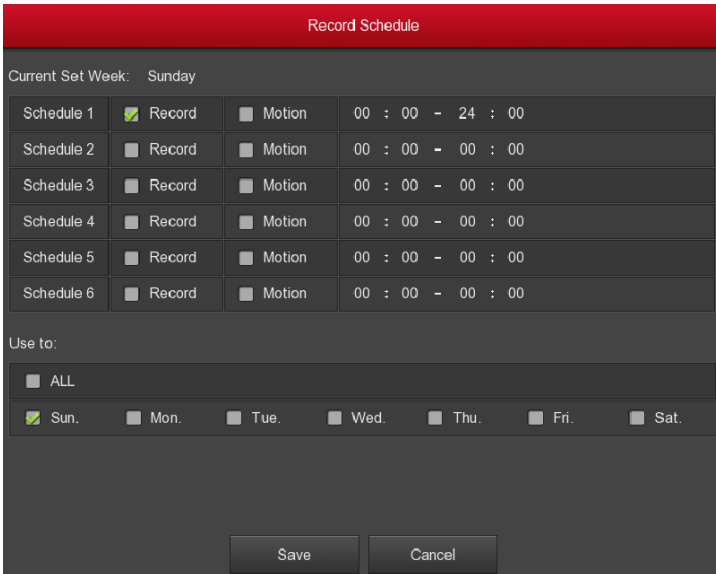 Record Schedule
Current Set Week: Sunday
Schedule 1 Record Motion 00 : 00 - 24 : 00
Schedule 2 Record Motion 00 : 00 - 00 : 00
Schedule 3 Record Motion 00 : 00 - 00 : 00
Schedule 4 Record Motion 00 : 00 - 00 : 00
Schedule 5 Record Motion 00 : 00 - 00 : 00
Schedule 6 Record Motion 00 : 00 - 00 : 00
Use to:
ALL
Sun. Mon. Tue. Wed. Thu. Fri. Sat.
Save Cancel